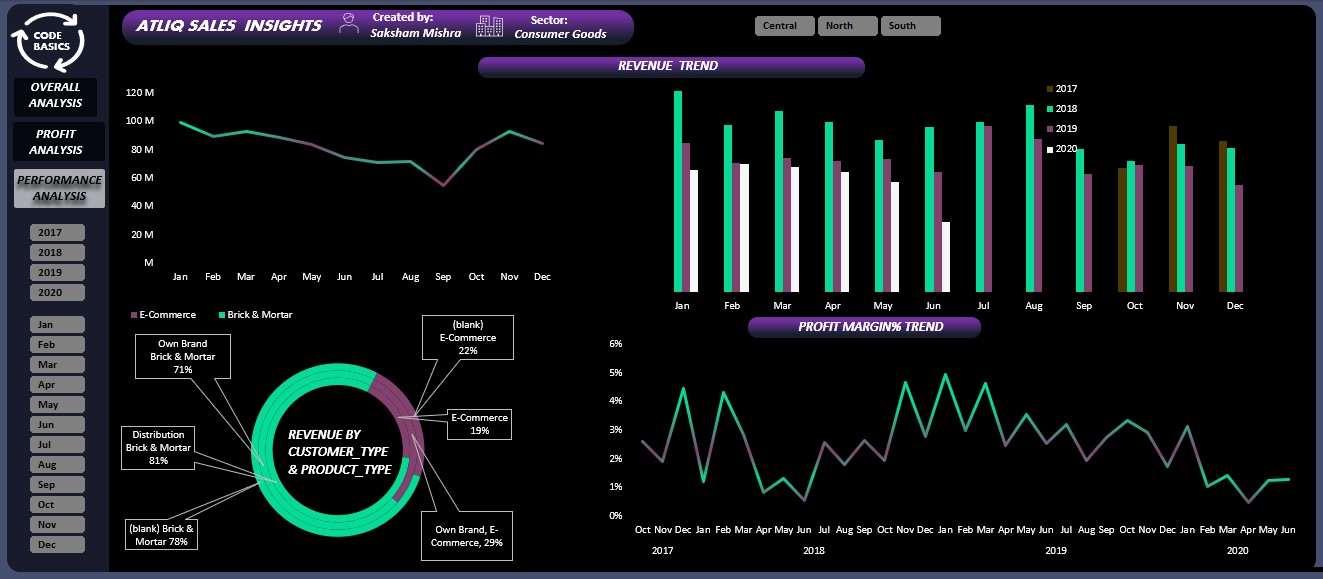 CODE
BASICS
ATLIQ SALES INSIGHTS
Created by:
Saksham Mishra
Sector:
Consumer Goods
Central
North
South
OVERALL
ANALYSIS
PROFIT
ANALYSIS
PERFORMANCE
ANALYSIS
2017
2018
2019
2020
Jan
Feb
Mar
Apr
May
Jun
Jul
Aug
Sep
Oct
Nov
Dec
REVENUE TREND
120 M
100 M
80 M
60 M
40 M
20 M
M
Jan Feb Mar Apr May Jun Jul Aug Sep Oct Nov Dec
2017
2018
2019
2020
Jan Feb Mar Apr May Jun Jul Aug Sep Oct Nov Dec
E-Commerce Brick & Mortar
(blank)
E-Commerce
22%
Own Brand
Brick & Mortar
71%
E-Commerce
19%
Distribution
Brick & Mortar
81%
REVENUE BY
CUSTOMER_TYPE
& PRODUCT_TYPE
(blank) Brick &
Mortar 78%
Own Brand, E-
Commerce, 29%
PROFIT MARGIN% TREND
6%
5%
4%
3%
2%
1%
0%
Oct Nov Dec Jan Feb Mar Apr May Jun Jul Aug Sep Oct Nov Dec Jan Feb Mar Apr May Jun Jul Aug Sep Oct Nov Dec Jan Feb Mar Apr May Jun
2017 2018 2019 2020